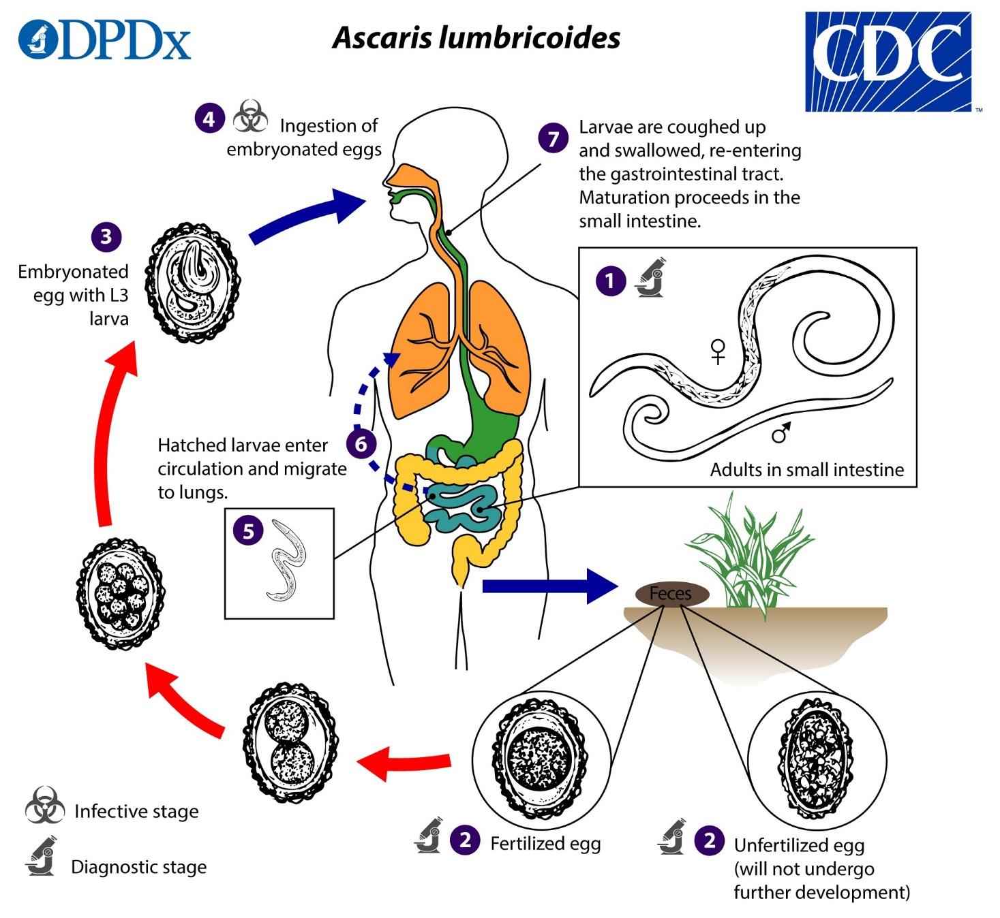 DPDx
Ascaris lumbricoides
CDC
TM
4
Ingestion of
embryonated eggs
7
Larvae are coughed up
and swallowed, re-entering
the gastrointestinal tract.
Maturation proceeds in the
small intestine.
3
Embryonated
egg with L3
larva
1
♀
♂
Adults in small intestine
6
Hatched larvae enter
circulation and migrate
to lungs.
5
Feces
2
Fertilized egg
2
Unfertilized egg
(will not undergo
further development)
Infective stage
Diagnostic stage